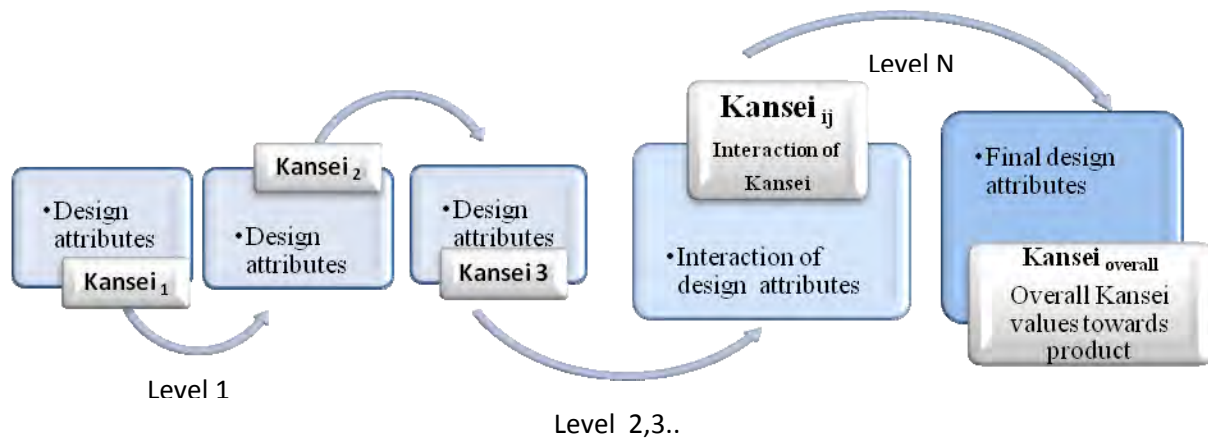 •Design
attributes
Kansei 1
Level 1
Kansei 2
•Design
attributes
•Design
attributes
Kansei 3
Level 2,3..
Kansei ij
Interaction of
Kansei
•Interaction of
design attributes
Level N
•Final design
attributes
Kansei overall
Overall Kansei
values towards
product